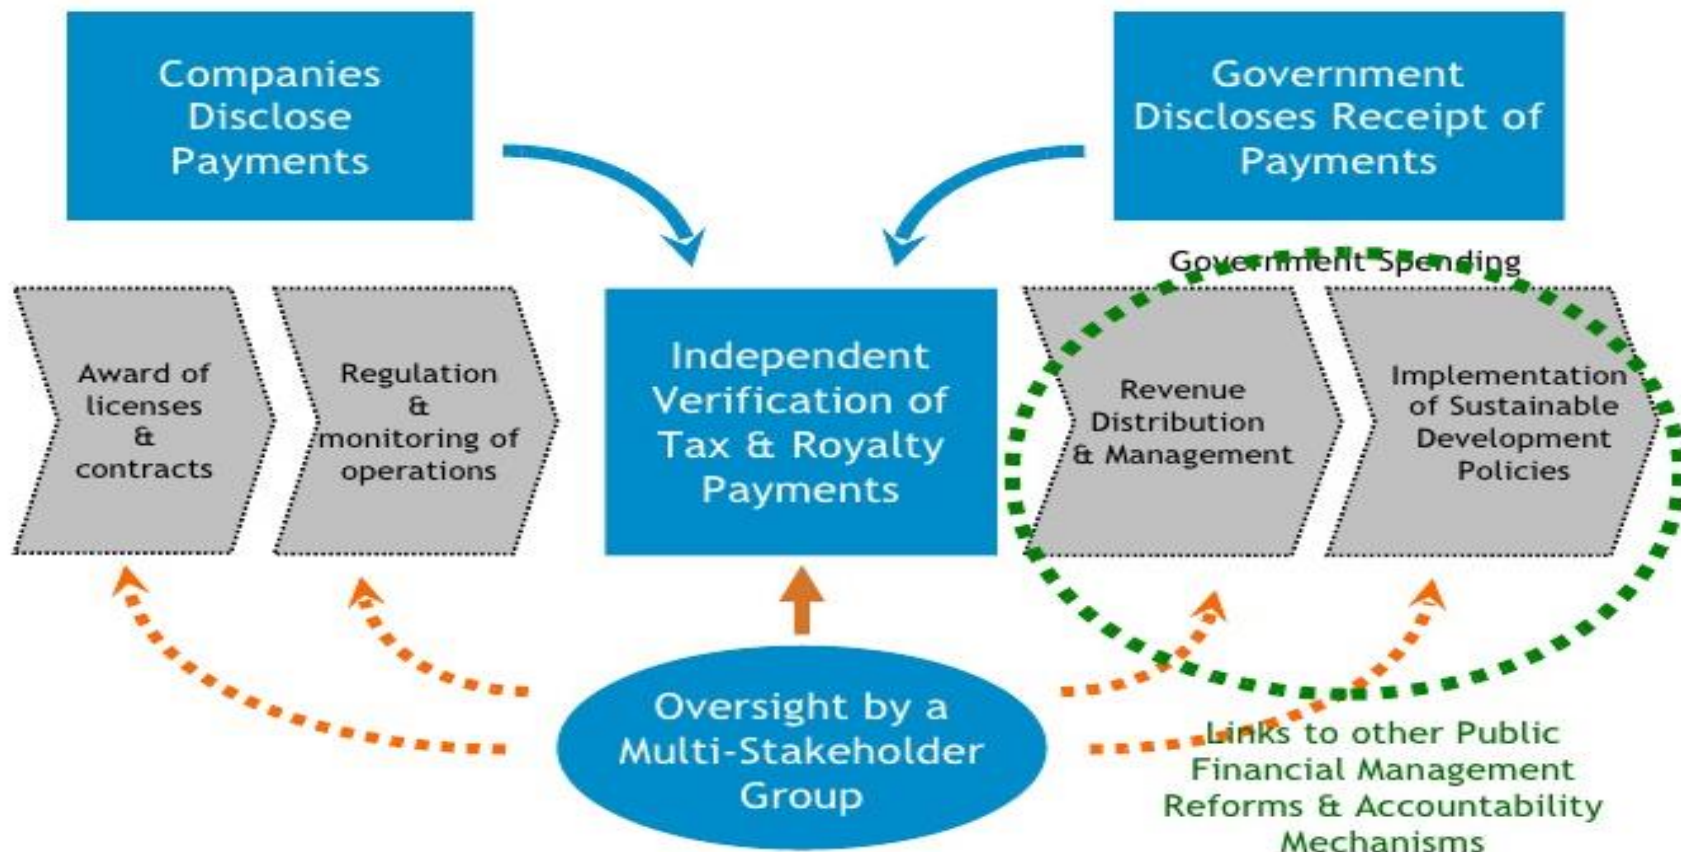 Companies
Disclose
Payments
Government
Discloses Receipt of
Payments
Government Spending
Award of
licenses
&
contracts
Regulation
&
monitoring of
operations
Independent
Verification of
Tax & Royalty
Payments
Revenue
Distribution
& Management
Implementation
of Sustainable
Development
Policies
Oversight by a
Multi-Stakeholder
Group
Links to other Public
Financial Management
Reforms & Accountability
Mechanisms